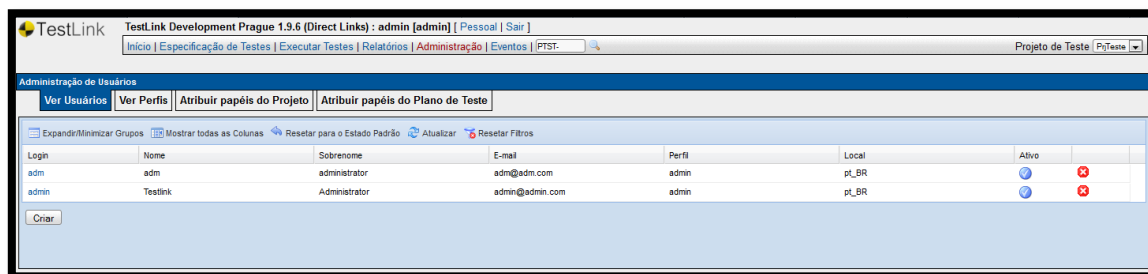 TestLink
TestLink Development Prague 1.9.6 (Direct Links) : admin [admin] [ Pessoal | Sair ]
Início | Especificação de Testes | Executar Testes | Relatórios | Administração | Eventos | PTST-
Projeto de Teste PrjTeste
Administração de Usuários
Ver Usuários Ver Perfis Atribuir papéis do Projeto Atribuir papéis do Plano de Teste
Expandir/Minimizar Grupos Mostrar todas as Colunas Resetar para o Estado Padrão Atualizar Resetar Filtros
Login Nome Sobrenome E-mail Perfil Local Ativo
adm adm administrator adm@adm.com admin pt_BR
admin Testlink Administrator admin@admin.com admin pt_BR
Criar